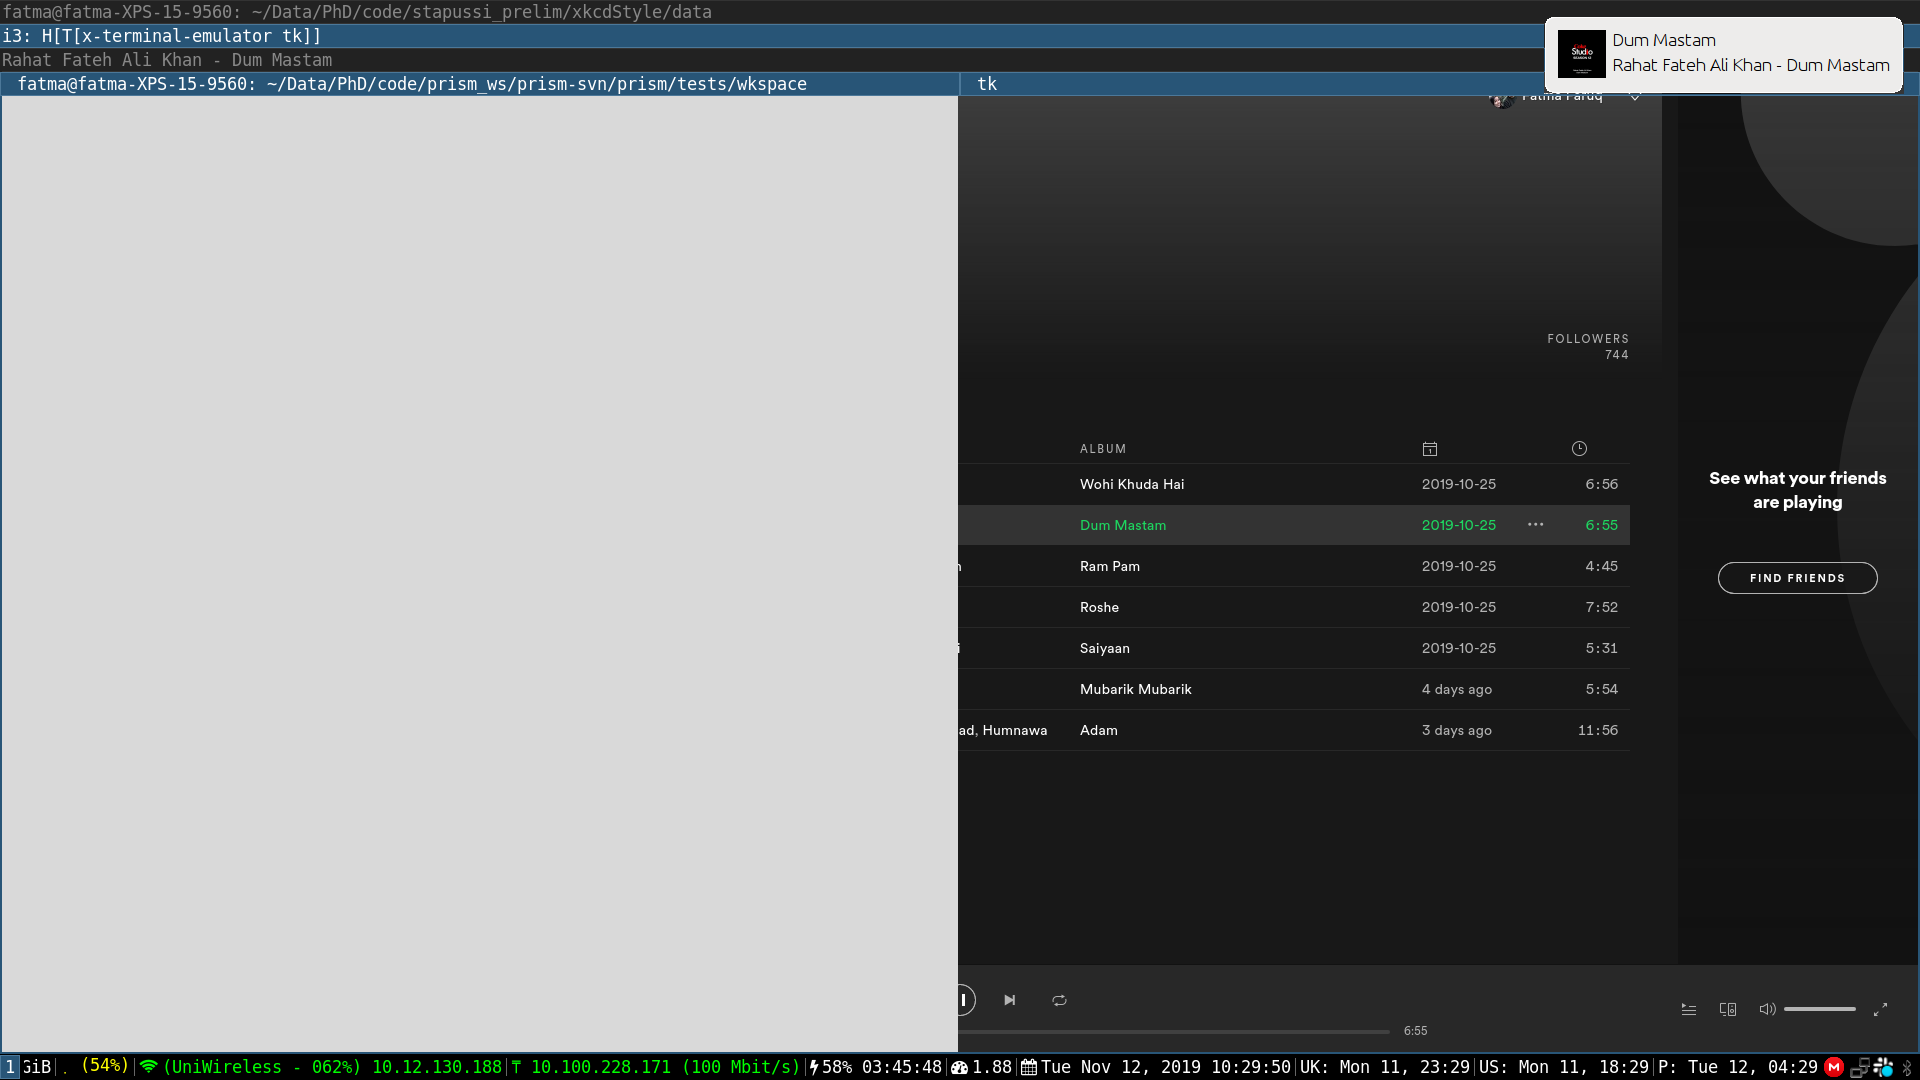 fatma@fatma-XPS-15-9560: ~/Data/PhD/code/stapussi_prelim/xkcdStyle/data
i3: H[T[x-terminal-emulator tk]]
Rahat Fateh Ali Khan - Dum Mastam
fatma@fatma-XPS-15-9560: ~/Data/PhD/code/prism_ws/prism-svn/prism/tests/wkspace
tk
Dum Mastam
Rahat Fateh Ali Khan - Dum Mastam
Studio
Fatma Faruq
FOLLOWERS
744
ALBUM
Wohi Khuda Hai 2019-10-25 6:56
Dum Mastam 2019-10-25 ••• 6:55
Ram Pam 2019-10-25 4:45
Roshe 2019-10-25 7:52
Saiyaan 2019-10-25 5:31
Mubarik Mubarik 4 days ago 5:54
ad, Humnawa Adam 3 days ago 11:56
See what your friends
are playing
FIND FRIENDS
6:55
1 GiB . (54%) (UniWireless - 062%) 10.12.130.188 10.100.228.171 (100 Mbit/s) 58% 03:45:48 1.88 Tue Nov 12, 2019 10:29:50 UK: Mon 11, 23:29 US: Mon 11, 18:29 P: Tue 12, 04:29